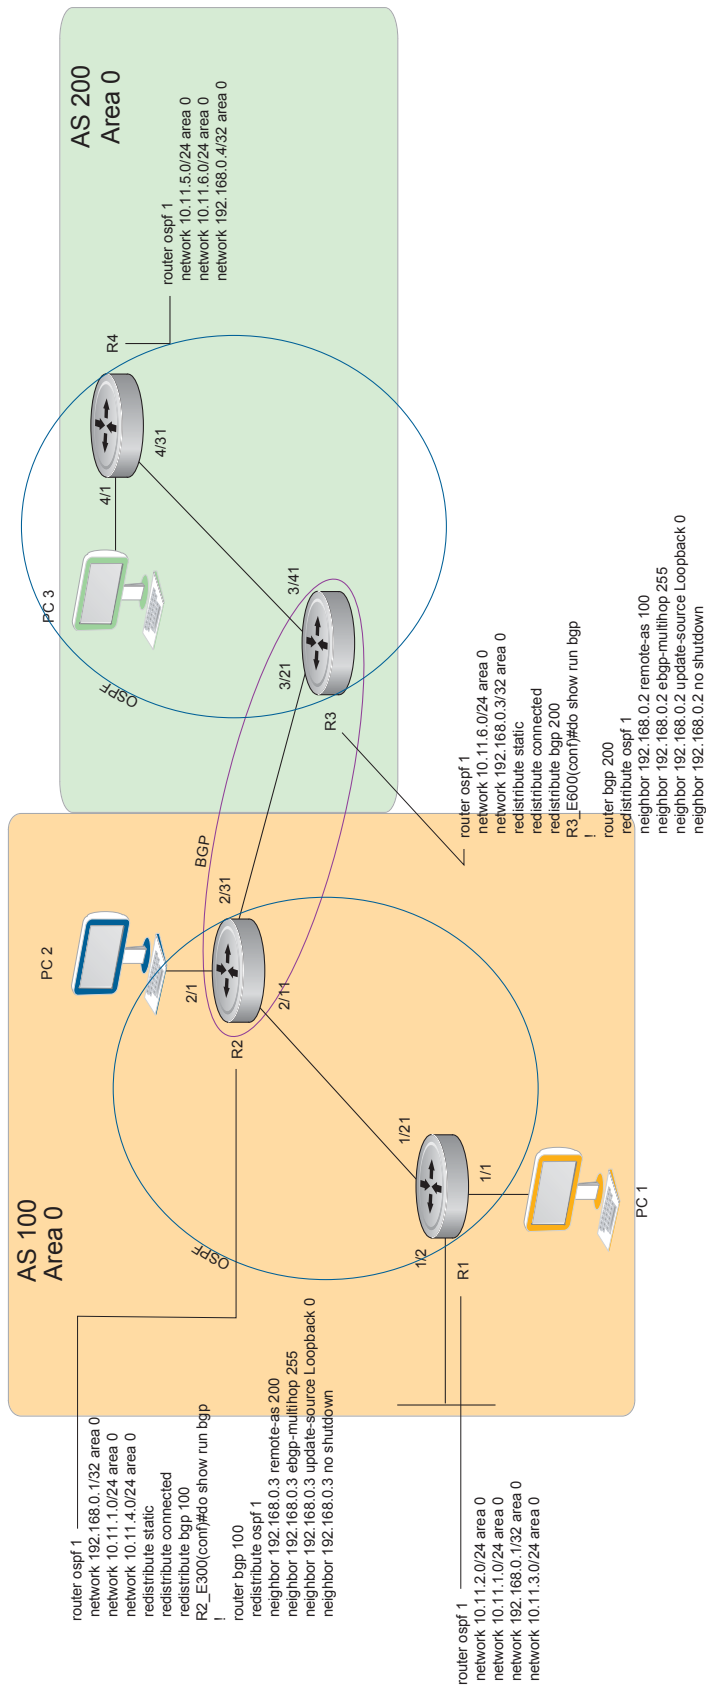 AS 100
Area 0
AS 200
Area 0
OSPF
OSPF
BGP
PC 1
PC 2
PC 3
R1
R2
R3
R4
1/2
1/1
1/21
2/1
2/11
2/31
3/21
3/41
4/1
4/31
router ospf 1
network 192.168.0.1/32 area 0
network 10.11.1.0/24 area 0
network 10.11.4.0/24 area 0
redistribute static
redistribute connected
redistribute bgp 100
R2_E300(conf)#do show run bgp
!
router bgp 100
redistribute ospf 1
neighbor 192.168.0.3 remote-as 200
neighbor 192.168.0.3 ebgp-multihop 255
neighbor 192.168.0.3 update-source Loopback 0
neighbor 192.168.0.3 no shutdown
router ospf 1
network 10.11.2.0/24 area 0
network 10.11.1.0/24 area 0
network 192.168.0.1/32 area 0
network 10.11.3.0/24 area 0
router ospf 1
network 10.11.6.0/24 area 0
network 192.168.0.3/32 area 0
redistribute static
redistribute connected
redistribute bgp 200
R3_E600(conf)#do show run bgp
!
router bgp 200
redistribute ospf 1
neighbor 192.168.0.2 remote-as 100
neighbor 192.168.0.2 ebgp-multihop 255
neighbor 192.168.0.2 update-source Loopback 0
neighbor 192.168.0.2 no shutdown
router ospf 1
network 10.11.5.0/24 area 0
network 10.11.6.0/24 area 0
network 192.168.0.4/32 area 0